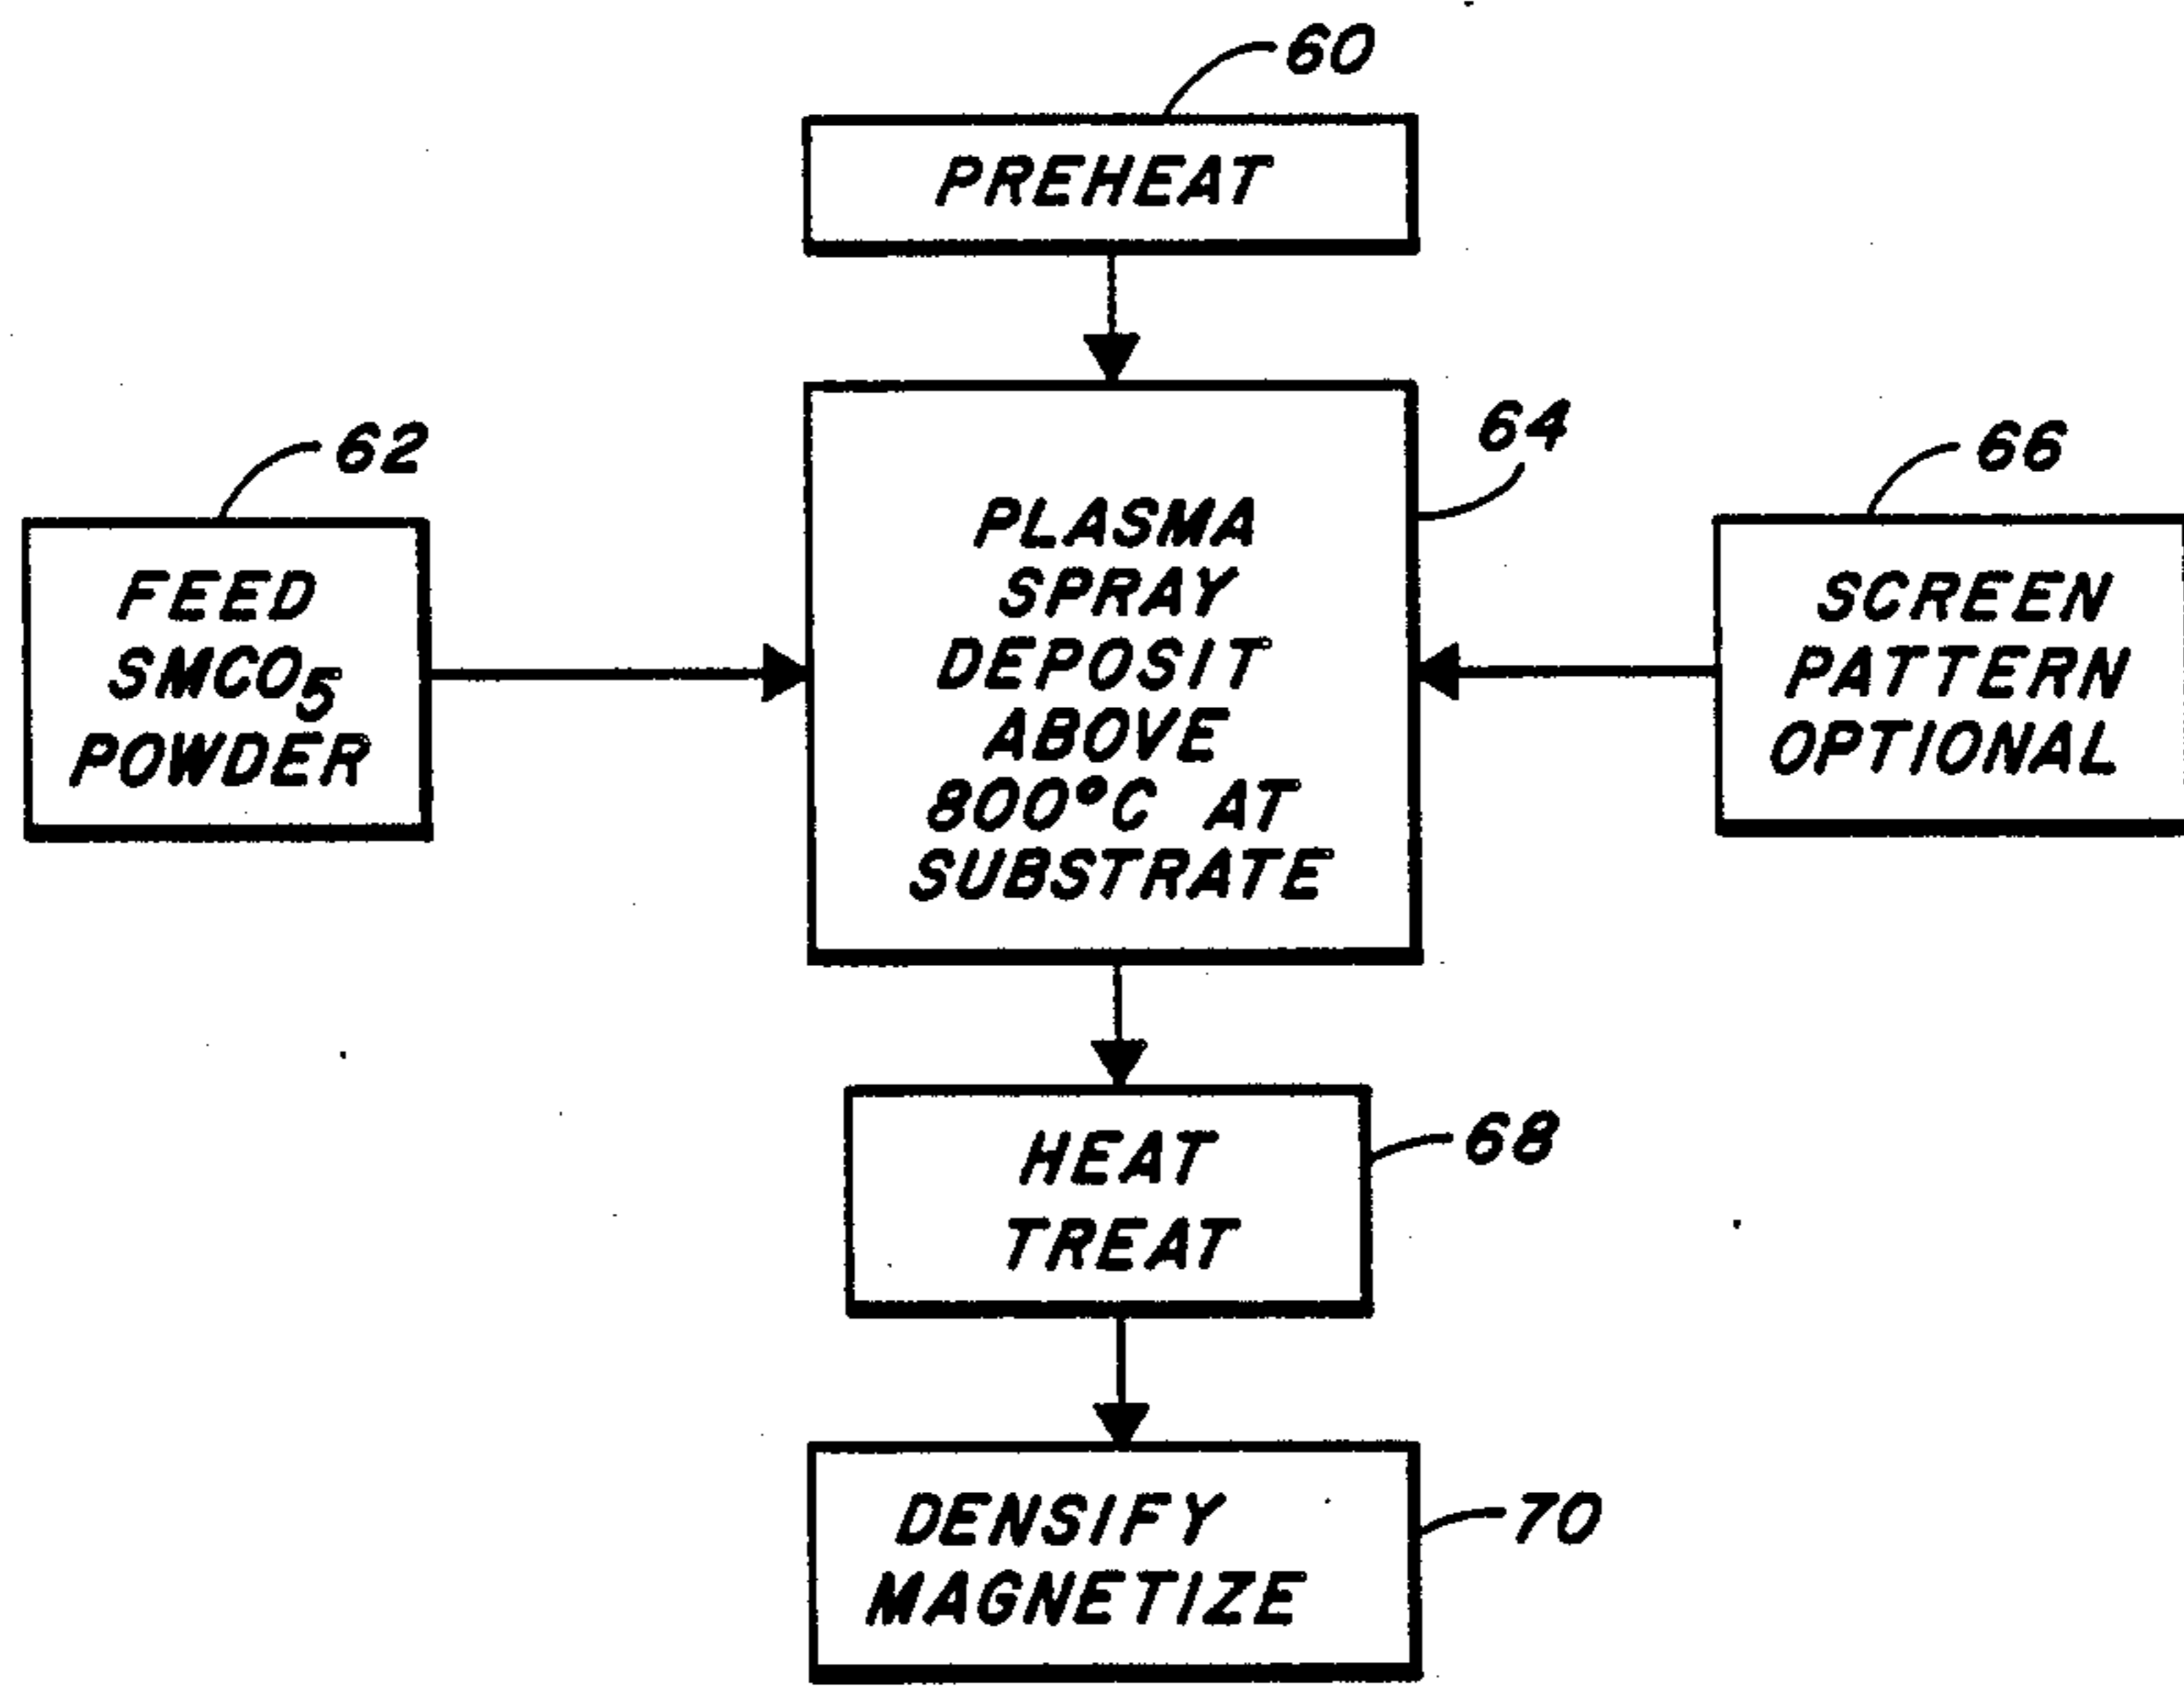 60
PREHEAT
62
FEED
SMCO5
POWDER
64
PLASMA
SPRAY
DEPOSIT
ABOVE
800°C AT
SUBSTRATE
66
SCREEN
PATTERN
OPTIONAL
68
HEAT
TREAT
70
DENSIFY
MAGNETIZE